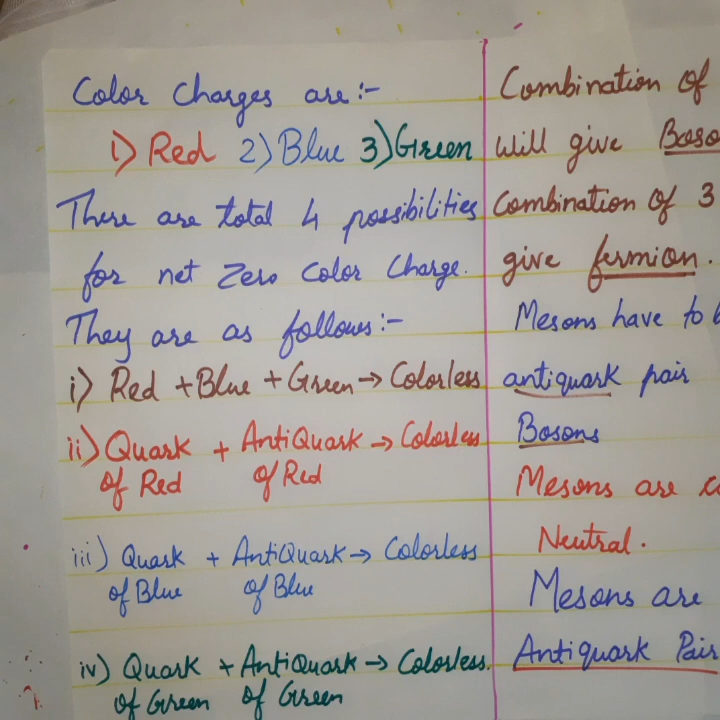 Color Charges are :-
1) Red 2) Blue 3) Green
There are total 4 possibilities
for net Zero Color Charge.
They are as follows:-
i) Red + Blue + Green → Colorless
ii) Quark + AntiQuark → Colorless
of Red of Red
iii) Quark + AntiQuark → Colorless
of Blue of Blue
iv) Quark + AntiQuark → Colorless.
of Green of Green
Combination of
will give Boso
Combination of 3
give fermion.
Mesons have to b
antiquark pair
Bosons
Mesons are c
Neutral.
Mesons are
Antiquark Pair